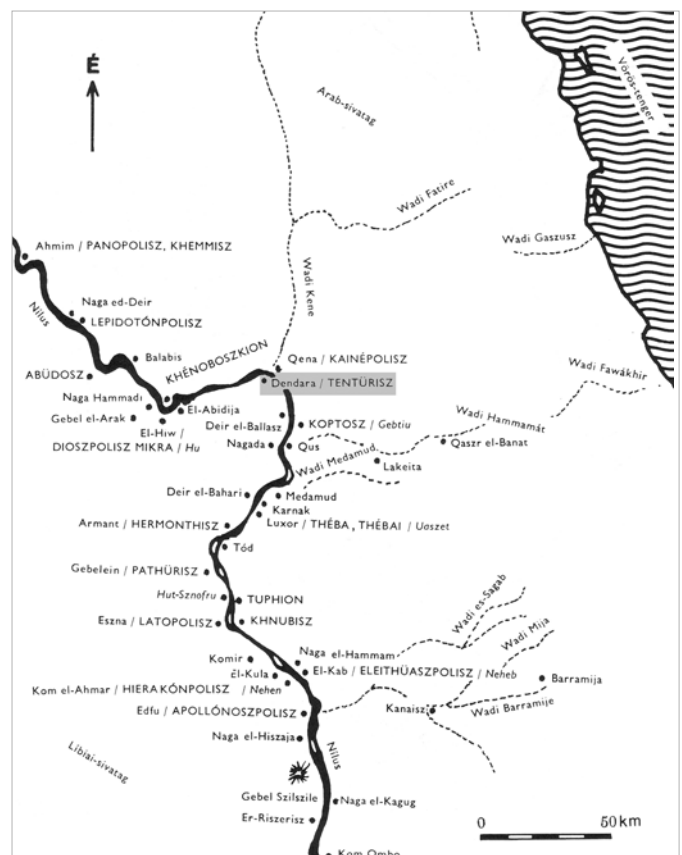 É
Vörös-tenger
Arab-sivatag
Wadi Fatire
Wadi Gaszusz
Wadi Kene
Ahmim / PANOPOLISZ, KHEMMISZ
Nílus
Naga ed-Deir
LEPIDOTÓNPOLISZ
Balabis
KHÉNOBOSZKION
Qena / KAINÉPOLISZ
Wadi Fawákhir
ABÜDOSZ
Dendara / TENTÜRISZ
Naga Hammadi
El-Abidija
Gebel el-Arak
Deir el-Ballasz
KOPTOSZ / Gebtiu
Wadi Hammamát
El-Hıw /
DIOSZPOLISZ MIKRA / Hu
Nagada
Qus
Qaszr el-Banat
Wadi Medamud
Lakeita
Deir el-Bahari
Medamud
Karnak
Armant / HERMONTHISZ
Luxor / THÉBA, THÉBAI / Uaszet
Tód
Gebelein / PATHÜRISZ
Hut-Sznofru
TUPHION
Wadi es-Sagab
Eszna / LATOPOLISZ
KHNUBISZ
Wadi Mija
Naga el-Hammam
Komir
El-Kab / ELEITHÜASZPOLISZ / Neheb
Él-Kula
Barramija
Kom el-Ahmar / HIERAKÓNPOLISZ / Nehen
Kanaisz
Wadi Barramije
Edfu / APOLLÓNOSZPOLISZ
Naga el-Hiszaja
Líbiai-sivatag
Nílus
Gebel Szilszile
Naga el-Kagug
Er-Riszerisz
0 50 km
Kom Ombo